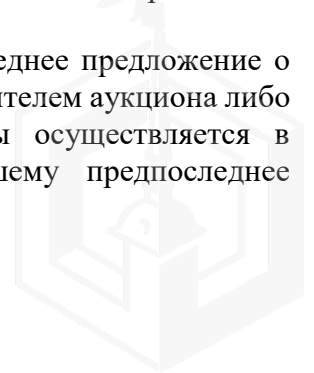 еднее предложение о
ителем аукциона либо
ы осуществляется в
шему предпоследнее